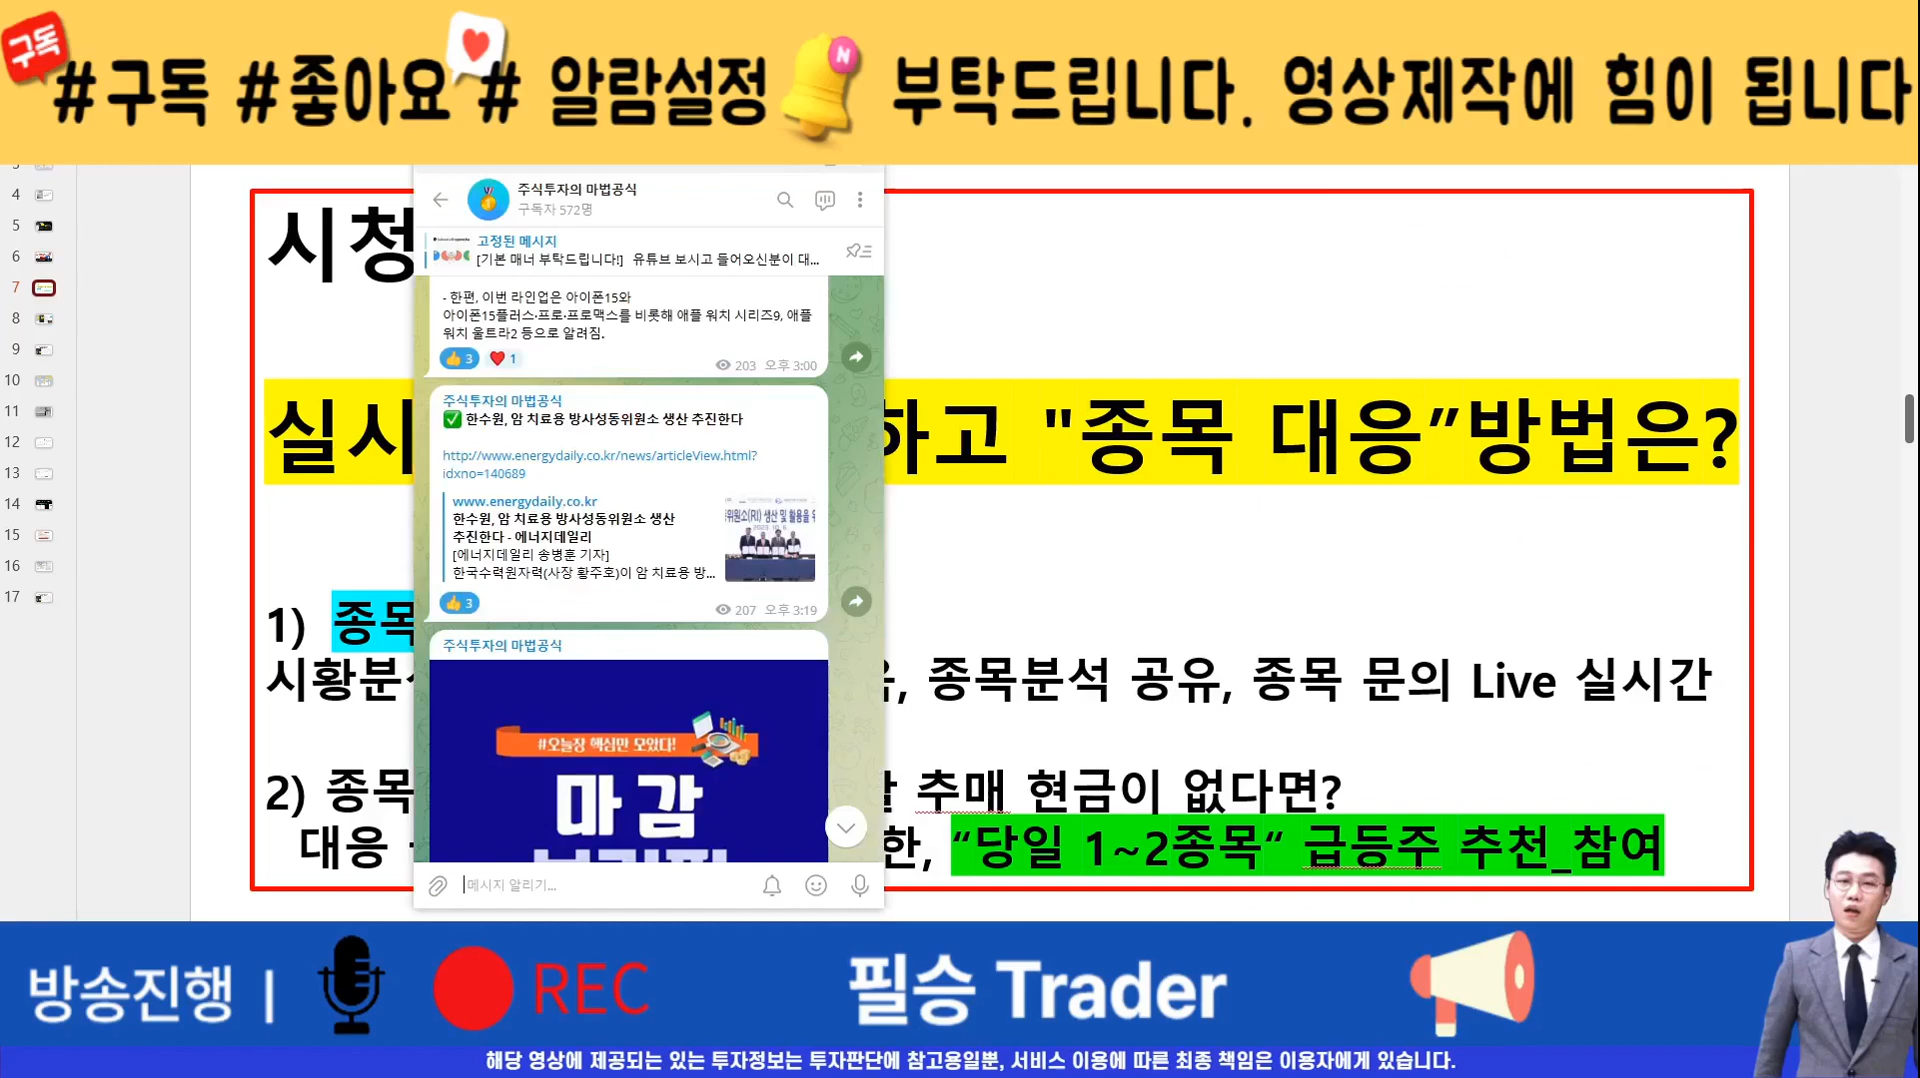 구독
#구독 #좋아요 # 알람설정 N 부탁드립니다. 영상제작에 힘이 됩니다
4
5
6
7
8
9
10
11
12
13
14
15
16
17
시청
실시 하고 "종목 대응”방법은?
1) 종목
시황분석 , 종목분석 공유, 종목 문의 Live 실시간
2) 종목 추매 현금이 없다면?
대응 한, “당일 1~2종목“ 급등주 추천_참여
주식투자의 마법공식
구독자 572명
고정된 메시지
[기본 매너 부탁드립니다!] 유튜브 보시고 들어오신분이 대...
- 한편, 이번 라인업은 아이폰15와
아이폰15플러스·프로·프로맥스를 비롯해 애플 워치 시리즈9, 애플
워치 울트라2 등으로 알려짐.
3 1
203 오후 3:00
주식투자의 마법공식
한수원, 암 치료용 방사성동위원소 생산 추진한다
http://www.energydaily.co.kr/news/articleView.html?
idxno=140689
www.energydaily.co.kr
한수원, 암 치료용 방사성동위원소 생산
추진한다 - 에너지데일리
[에너지데일리 송병훈 기자]
한국수력원자력(사장 황주호)이 암 치료용 방...
위원소(RI) 생산 및 활용을
3
207 오후 3:19
주식투자의 마법공식
#오늘장 핵심만 모았다!
마감
메시지 알리기...
방송진행 | REC 필승 Trader
해당 영상에 제공되는 있는 투자정보는 투자판단에 참고용일뿐, 서비스 이용에 따른 최종 책임은 이용자에게 있습니다.